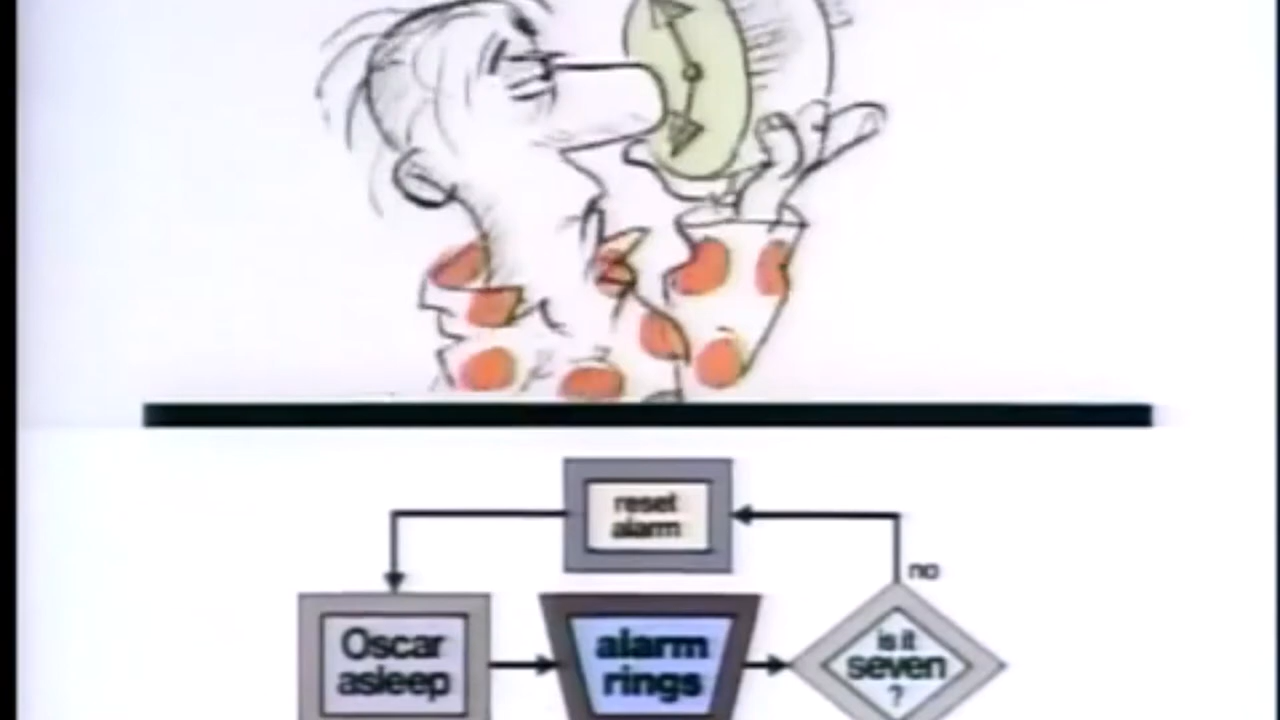 reset
alarm
no
Oscar
asleep
alarm
rings
is it
seven
?